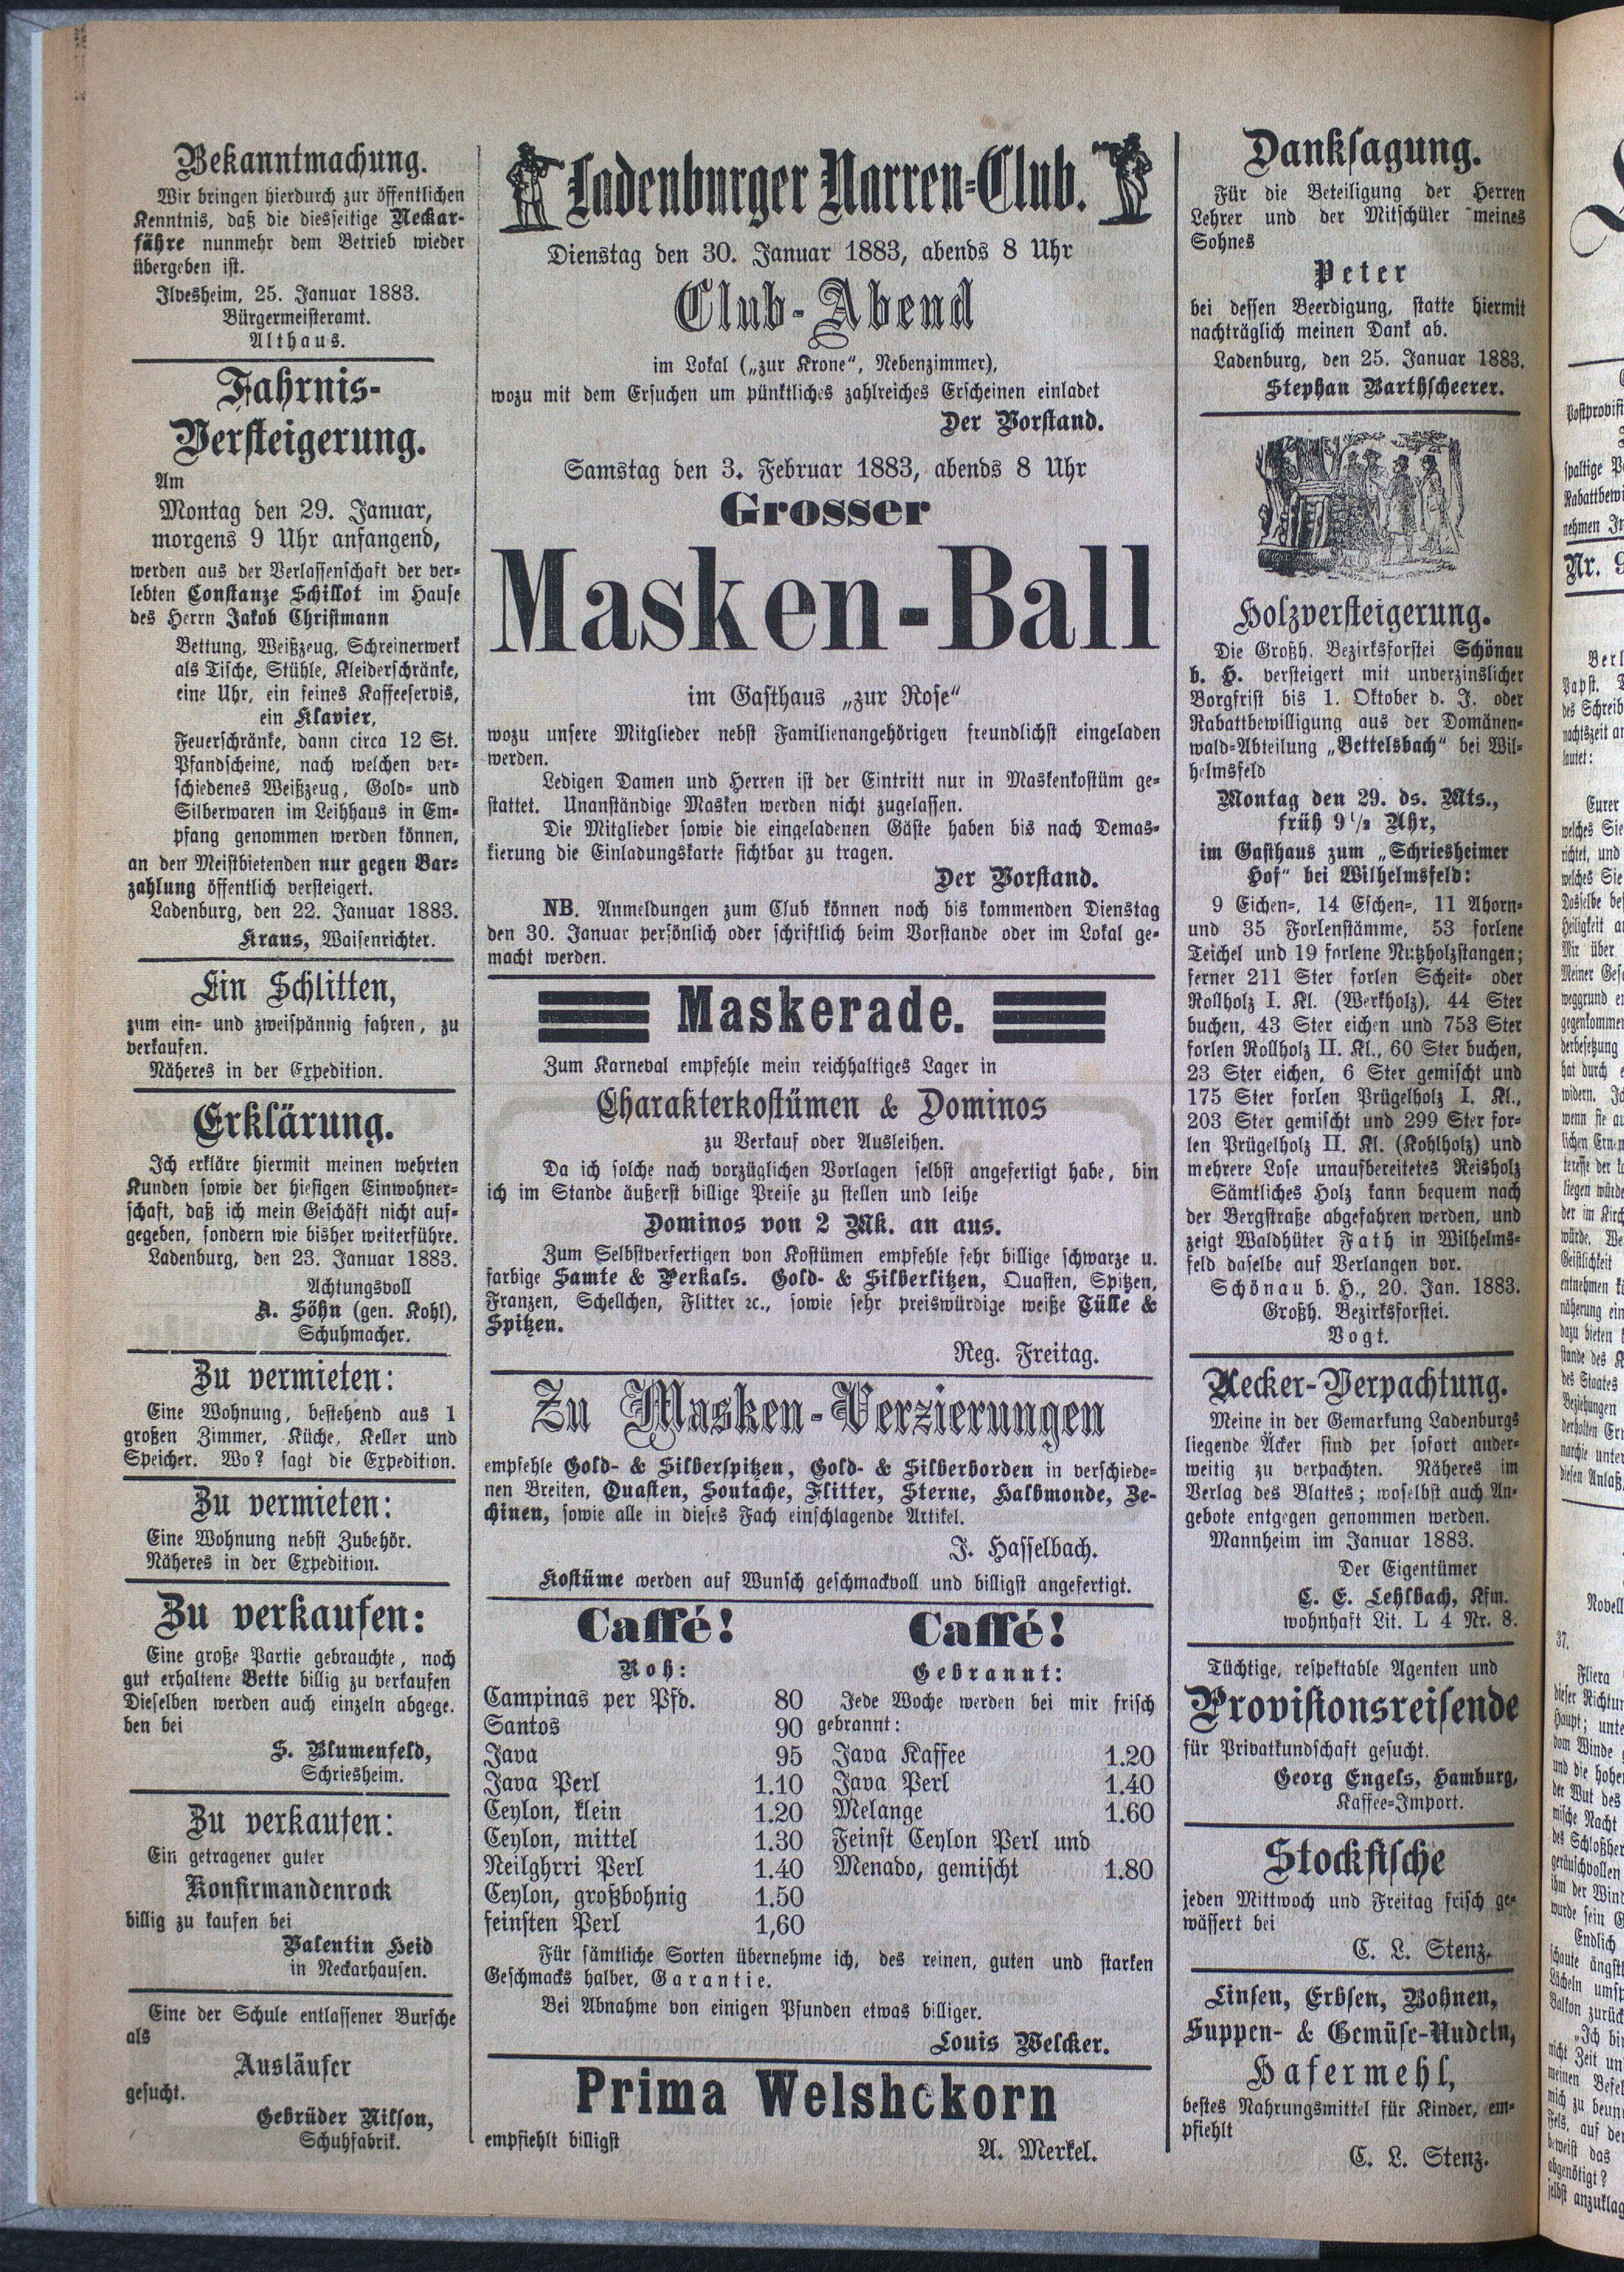 Bekanntmachung.
Wir bringen hierdurch zur öffentlichen
Kenntnis, daß die diesseitige Neckar-
fähre nunmehr dem Betrieb wieder
übergeben ist.
Ilvesheim, 25. Januar 1883.
Bürgermeisteramt.
Althaus.
Fahrnis-
Versteigerung.
Am
Montag den 29. Januar,
morgens 9 Uhr anfangend,
werden aus der Verlassenschaft der ver-
lebten Constanze Schillot im Hause
des Herrn Jakob Christmann
Bettung, Weißzeug, Schreinerwerk
als Tische, Stühle, Kleiderschränke,
eine Uhr, ein feines Kaffeeservis,
ein Klavier,
Feuerschränke, dann circa 12 St.
Pfandscheine, nach welchen ver-
schiedenes Weißzeug, Gold- und
Silberwaren im Leihhaus in Em-
pfang genommen werden können,
an den Meistbietenden nur gegen Bar-
zahlung öffentlich versteigert.
Ladenburg, den 22. Januar 1883.
Kraus, Waisenrichter.
Ein Schlitten,
zum ein- und zweispännig fahren, zu
verkaufen.
Näheres in der Expedition.
Erklärung.
Ich erkläre hiermit meinen wehrten
Kunden sowie der hiesigen Einwohner-
schaft, daß ich mein Geschäft nicht auf-
gegeben, sondern wie bisher weiterführe.
Ladenburg, den 23. Januar 1883.
Achtungsvoll
A. Söhn (gen. Kohl),
Schuhmacher.
Zu vermieten:
Eine Wohnung, bestehend aus 1
großen Zimmer, Küche, Keller und
Speicher. Wo? sagt die Expedition.
Zu vermieten:
Eine Wohnung nebst Zubehör.
Näheres in der Expedition.
Zu verkaufen:
Eine große Partie gebrauchte, noch
gut erhaltene Bette billig zu verkaufen
Dieselben werden auch einzeln abgege.
ben bei
S. Blumenfeld,
Schriesheim.
Zu verkaufen:
Ein getragener guter
Konfirmandenrock
billig zu kaufen bei
Valentin Heid
in Neckarhausen.
Eine der Schule entlassener Bursche
als
Ausläufer
gesucht.
Gebrüder Nilson,
Schuhfabrik.
Ladenburger Narren-Club.
Dienstag den 30. Januar 1883, abends 8 Uhr
Club-Abend
im Lokal („zur Krone“, Nebenzimmer),
wozu mit dem Ersuchen um pünktliches zahlreiches Erscheinen einladet
Der Vorstand.
Samstag den 3. Februar 1883, abends 8 Uhr
Grosser
Masken-Ball
im Gasthaus „zur Rose“
wozu unsere Mitglieder nebst Familienangehörigen freundlichst eingeladen
werden.
Ledigen Damen und Herren ist der Eintritt nur in Maskenkostüm ge-
stattet. Unanständige Masken werden nicht zugelassen.
Die Mitglieder sowie die eingeladenen Gäste haben bis nach Demas-
kierung die Einladungskarte sichtbar zu tragen.
Der Vorstand.
NB. Anmeldungen zum Club können noch bis kommenden Dienstag
den 30. Januar persönlich oder schriftlich beim Vorstande oder im Lokal ge-
macht werden.
Maskerade.
Zum Karneval empfehle mein reichhaltiges Lager in
Charakterkostümen & Dominos
zu Verkauf oder Ausleihen.
Da ich solche nach vorzüglichen Vorlagen selbst angefertigt habe, bin
ich im Stande äußerst billige Preise zu stellen und leihe
Dominos von 2 Mk. an aus.
Zum Selbstverfertigen von Kostümen empfehle sehr billige schwarze u.
farbige Samte & Perkals. Gold- & Silberlitzen, Quasten, Spitzen,
Franzen, Schellchen, Flitter ꝛc., sowie sehr preiswürdige weiße Tülle &
Spitzen.
Reg. Freitag.
Zu Masken-Verzierungen
empfehle Gold- & Silberspitzen, Gold- & Silberborden in verschiede-
nen Breiten, Quasten, Soutache, Flitter, Sterne, Halbmonde, Ze-
chinen, sowie alle in dieses Fach einschlagende Artikel.
J. Hasselbach.
Kostüme werden auf Wunsch geschmackvoll und billigst angefertigt.
Caffé! Caffé!
Roh: Gebrannt:
Campinas per Pfd. 80 Jede Woche werden bei mir frisch
Santos 90 gebrannt:
Java 95 Java Kaffee 1.20
Java Perl 1.10 Java Perl 1.40
Ceylon, klein 1.20 Melange 1.60
Ceylon, mittel 1.30 Feinst Ceylon Perl und
Neilghrri Perl 1.40 Menado, gemischt 1.80
Ceylon, großbohnig 1.50
feinsten Perl 1,60
Für sämtliche Sorten übernehme ich, des reinen, guten und starken
Geschmacks halber, Garantie.
Bei Abnahme von einigen Pfunden etwas billiger.
Louis Welcker.
Prima Welshckorn
empfiehlt billigst
A. Merkel.
Danksagung.
Für die Beteiligung der Herren
Lehrer und der Mitschüler meines
Sohnes
Peter
bei dessen Beerdigung, statte hiermit
nachträglich meinen Dank ab.
Ladenburg, den 25. Januar 1883.
Stephan Barthscheerer.
Holzversteigerung.
Die Großh. Bezirksforstei Schönau
b. H. versteigert mit unverzinslicher
Borgfrist bis 1. Oktober d. J. oder
Rabattbewilligung aus der Domänen-
wald-Abteilung „Bettelsbach“ bei Wil-
helmsfeld
Montag den 29. ds. Mts.,
früh 9 1/2 Uhr,
im Gasthaus zum „Schriesheimer
Hof“ bei Wilhelmsfeld:
9 Eichen-, 14 Eschen-, 11 Ahorn-
und 35 Forlenstämme, 53 forlene
Teichel und 19 forlene Nutzholzstangen;
ferner 211 Ster forlen Scheit- oder
Rollholz I. Kl. (Werkholz), 44 Ster
buchen, 43 Ster eichen und 753 Ster
forlen Rollholz II. Kl., 60 Ster buchen,
23 Ster eichen, 6 Ster gemischt und
175 Ster forlen Prügelholz I. Kl.,
203 Ster gemischt und 299 Ster for-
len Prügelholz II. Kl. (Kohlholz) und
mehrere Lose unaufbereitetes Reisholz
Sämtliches Holz kann bequem nach
der Bergstraße abgefahren werden, und
zeigt Waldhüter Fath in Wilhelms-
feld daselbe auf Verlangen vor.
Schönau b. H., 20. Jan. 1883.
Großh. Bezirksforstei.
Vogt.
Aecker-Verpachtung.
Meine in der Gemarkung Ladenburgs
liegende Äcker sind per sofort ander-
weitig zu verpachten. Näheres im
Verlag des Blattes; woselbst auch An-
gebote entgegen genommen werden.
Mannheim im Januar 1883.
Der Eigentümer
C. E. Lehlbach, Kfm.
wohnhaft Lit. L 4 Nr. 8.
Tüchtige, respektable Agenten und
Provisionsreisende
für Privatkundschaft gesucht.
Georg Engels, Hamburg,
Kaffee-Import.
Stockfische
jeden Mittwoch und Freitag frisch ge-
wässert bei
C. L. Stenz.
Linsen, Erbsen, Bohnen,
Suppen- & Gemüse-Nudeln,
Hafermehl,
bestes Nahrungsmittel für Kinder, em-
pfiehlt
C. L. Stenz.